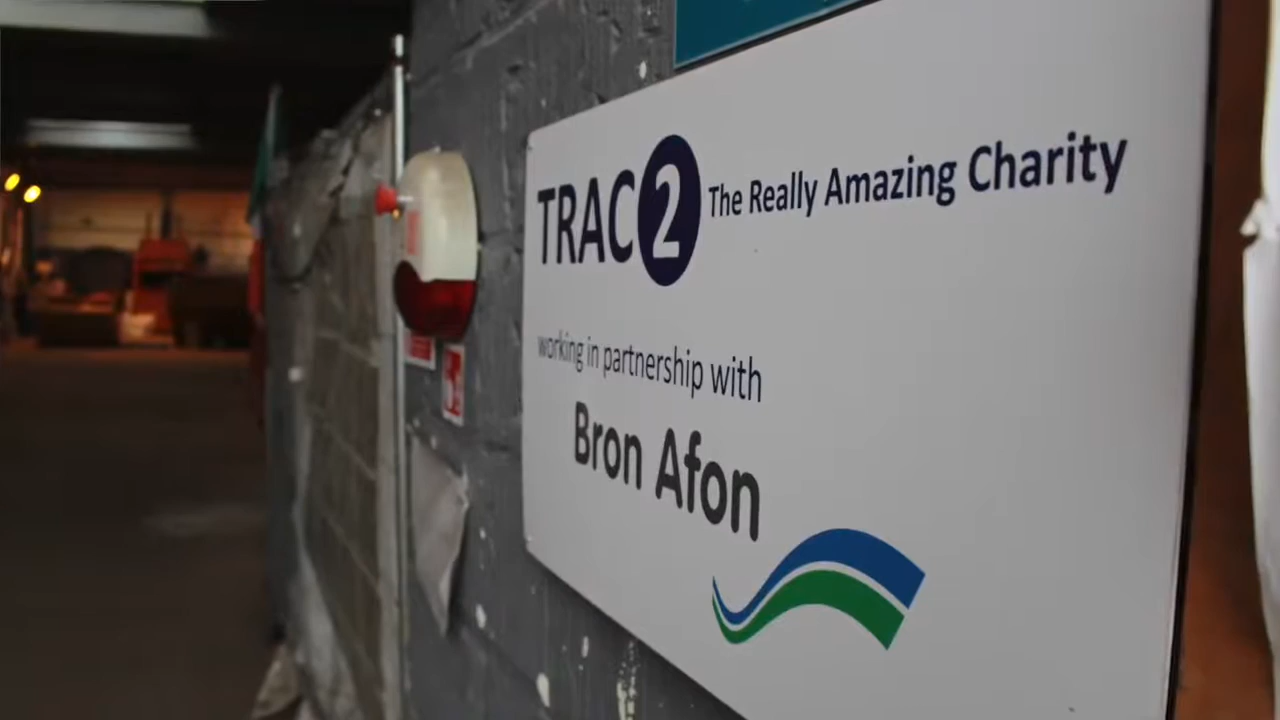 TRAC2 The Really Amazing Charity
working in partnership with
Bron Afon